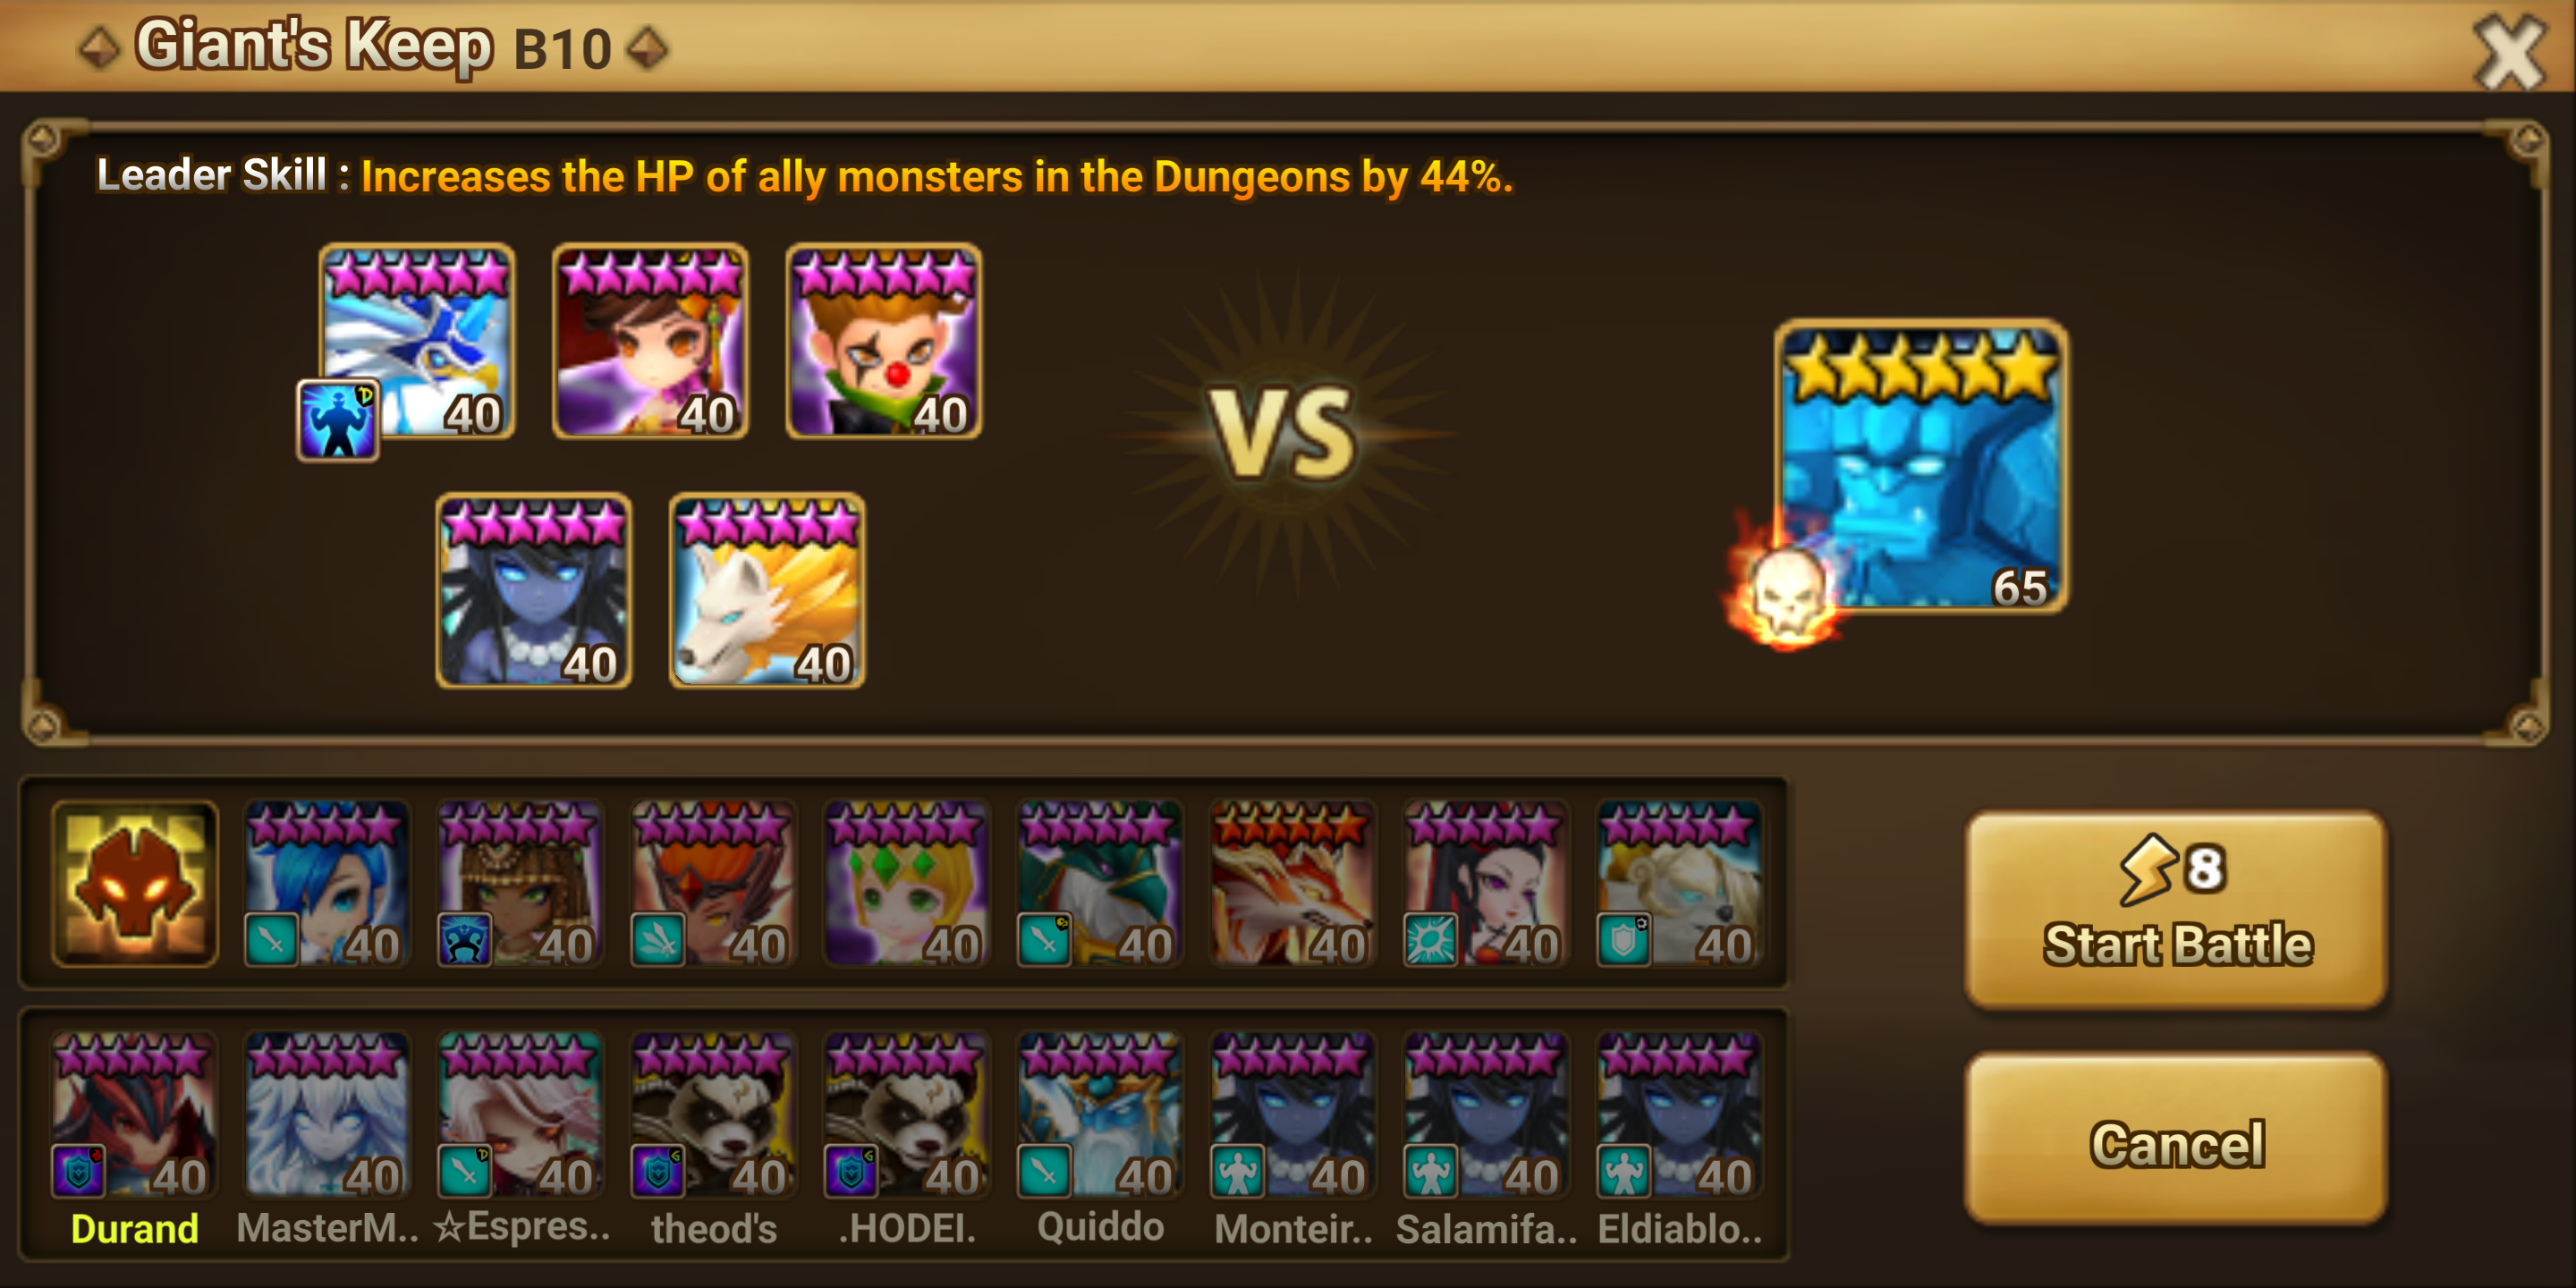 Giant's Keep B10
Leader Skill : Increases the HP of ally monsters in the Dungeons by 44%.
40 40 40
VS
40 40
65
40 40 40 40 40 40 40 40
8
Start Battle
40 40 40 40 40 40 40 40 40
Cancel
Durand MasterM.. ☆Espres.. theod's .HODEI. Quiddo Monteir.. Salamifa.. Eldiablo..